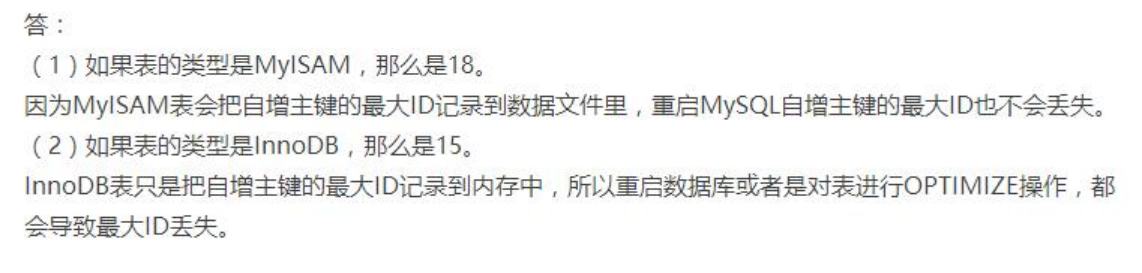 答：
（1）如果表的类型是MyISAM，那么是18。
因为MyISAM表会把自增主键的最大ID记录到数据文件里，重启MySQL自增主键的最大ID也不会丢失。
（2）如果表的类型是InnoDB，那么是15。
InnoDB表只是把自增主键的最大ID记录到内存中，所以重启数据库或者是对表进行OPTIMIZE操作，都
会导致最大ID丢失。